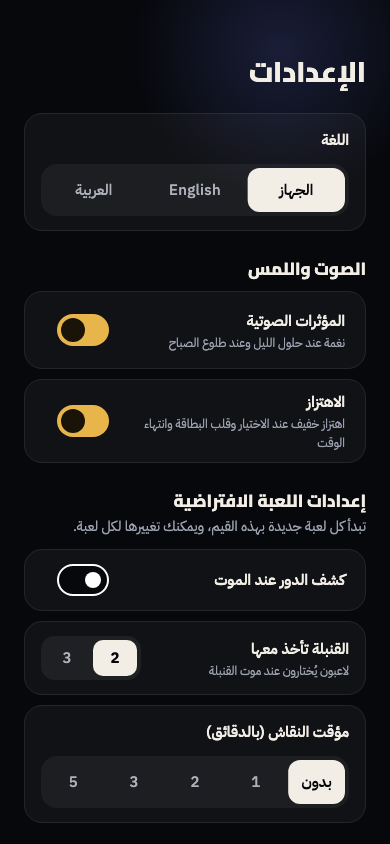 الإعدادات
اللغة
الجهاز
English
العربية
الصوت واللمس
المؤثرات الصوتية
نغمة عند حلول الليل وعند طلوع الصباح
الاهتزاز
اهتزاز خفيف عند الاختيار وقلب البطاقة وانتهاء
الوقت
إعدادات اللعبة الافتراضية
تبدأ كل لعبة جديدة بهذه القيم، ويمكنك تغييرها لكل لعبة.
كشف الدور عند الموت
القنبلة تأخذ معها
لاعبون يُختارون عند موت القنبلة
2
3
مؤقت النقاش (بالدقائق)
بدون
1
2
3
5